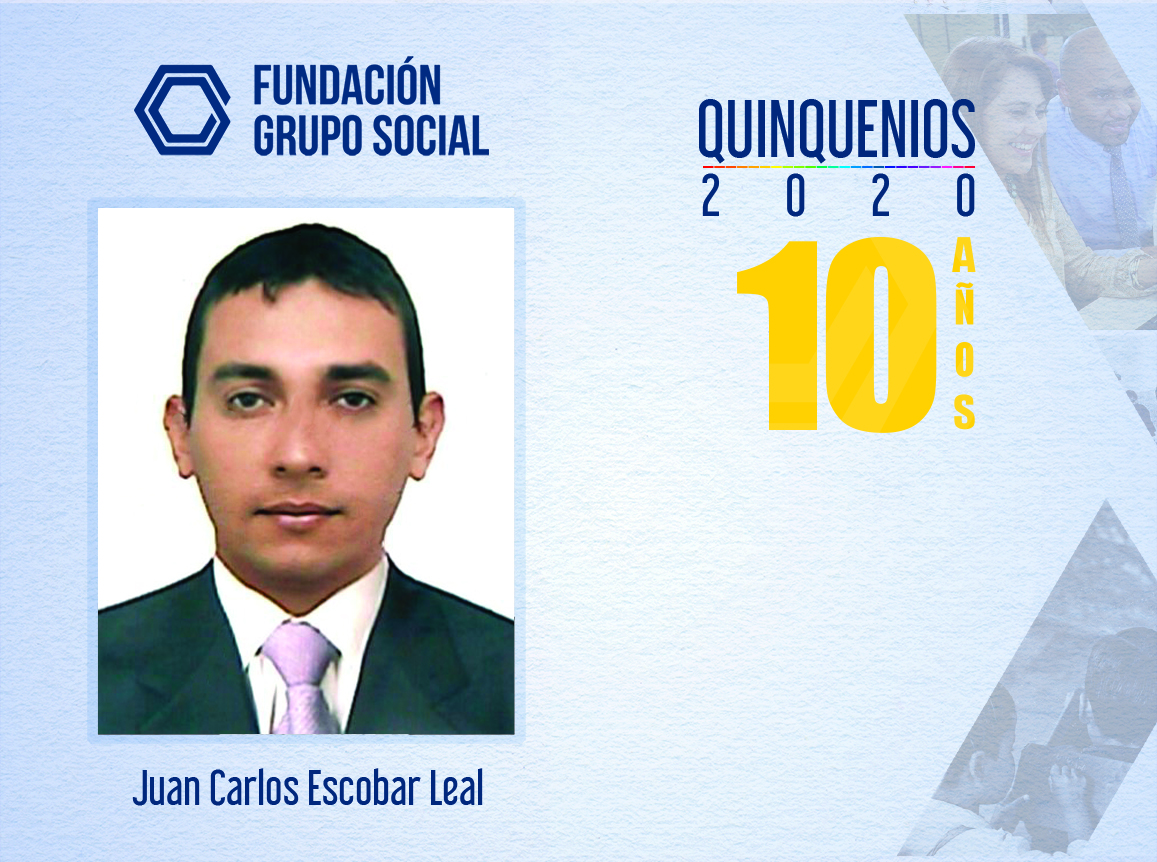 FUNDACIÓN
GRUPO SOCIAL
QUINQUENIOS
2020
10 AÑOS
Juan Carlos Escobar Leal